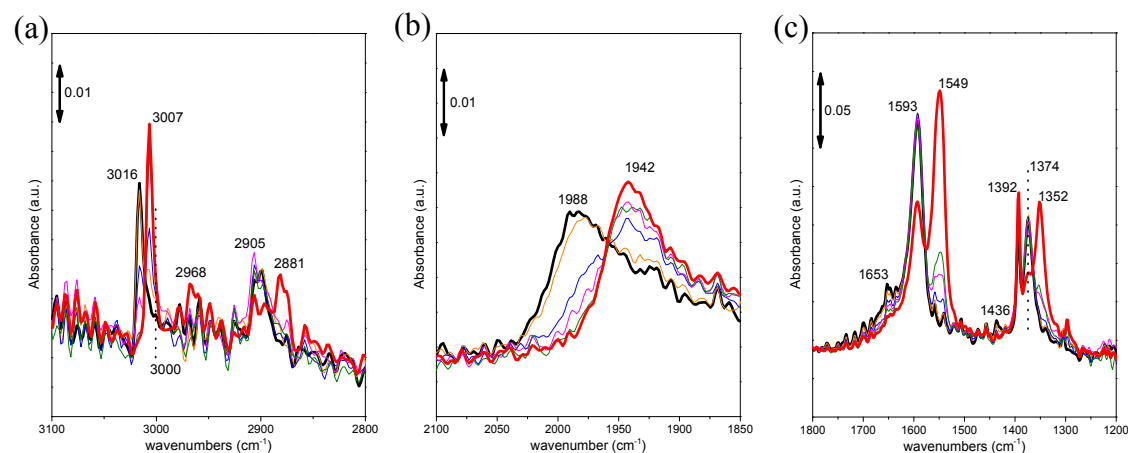 (a)
0.01
3007
3016
2968
2905
2881
3000
Absorbance (a.u.)
3100 3000 2900 2800
wavenumbers (cm-1)
(b)
0.01
1988
1942
Absorbance (a.u.)
2100 2050 2000 1950 1900 1850
wavenumber (cm-1)
(c)
0.05
1593
1549
1392
1374
1352
1653
1436
Absorbance (a.u.)
1800 1700 1600 1500 1400 1300 1200
wavenumbers (cm-1)